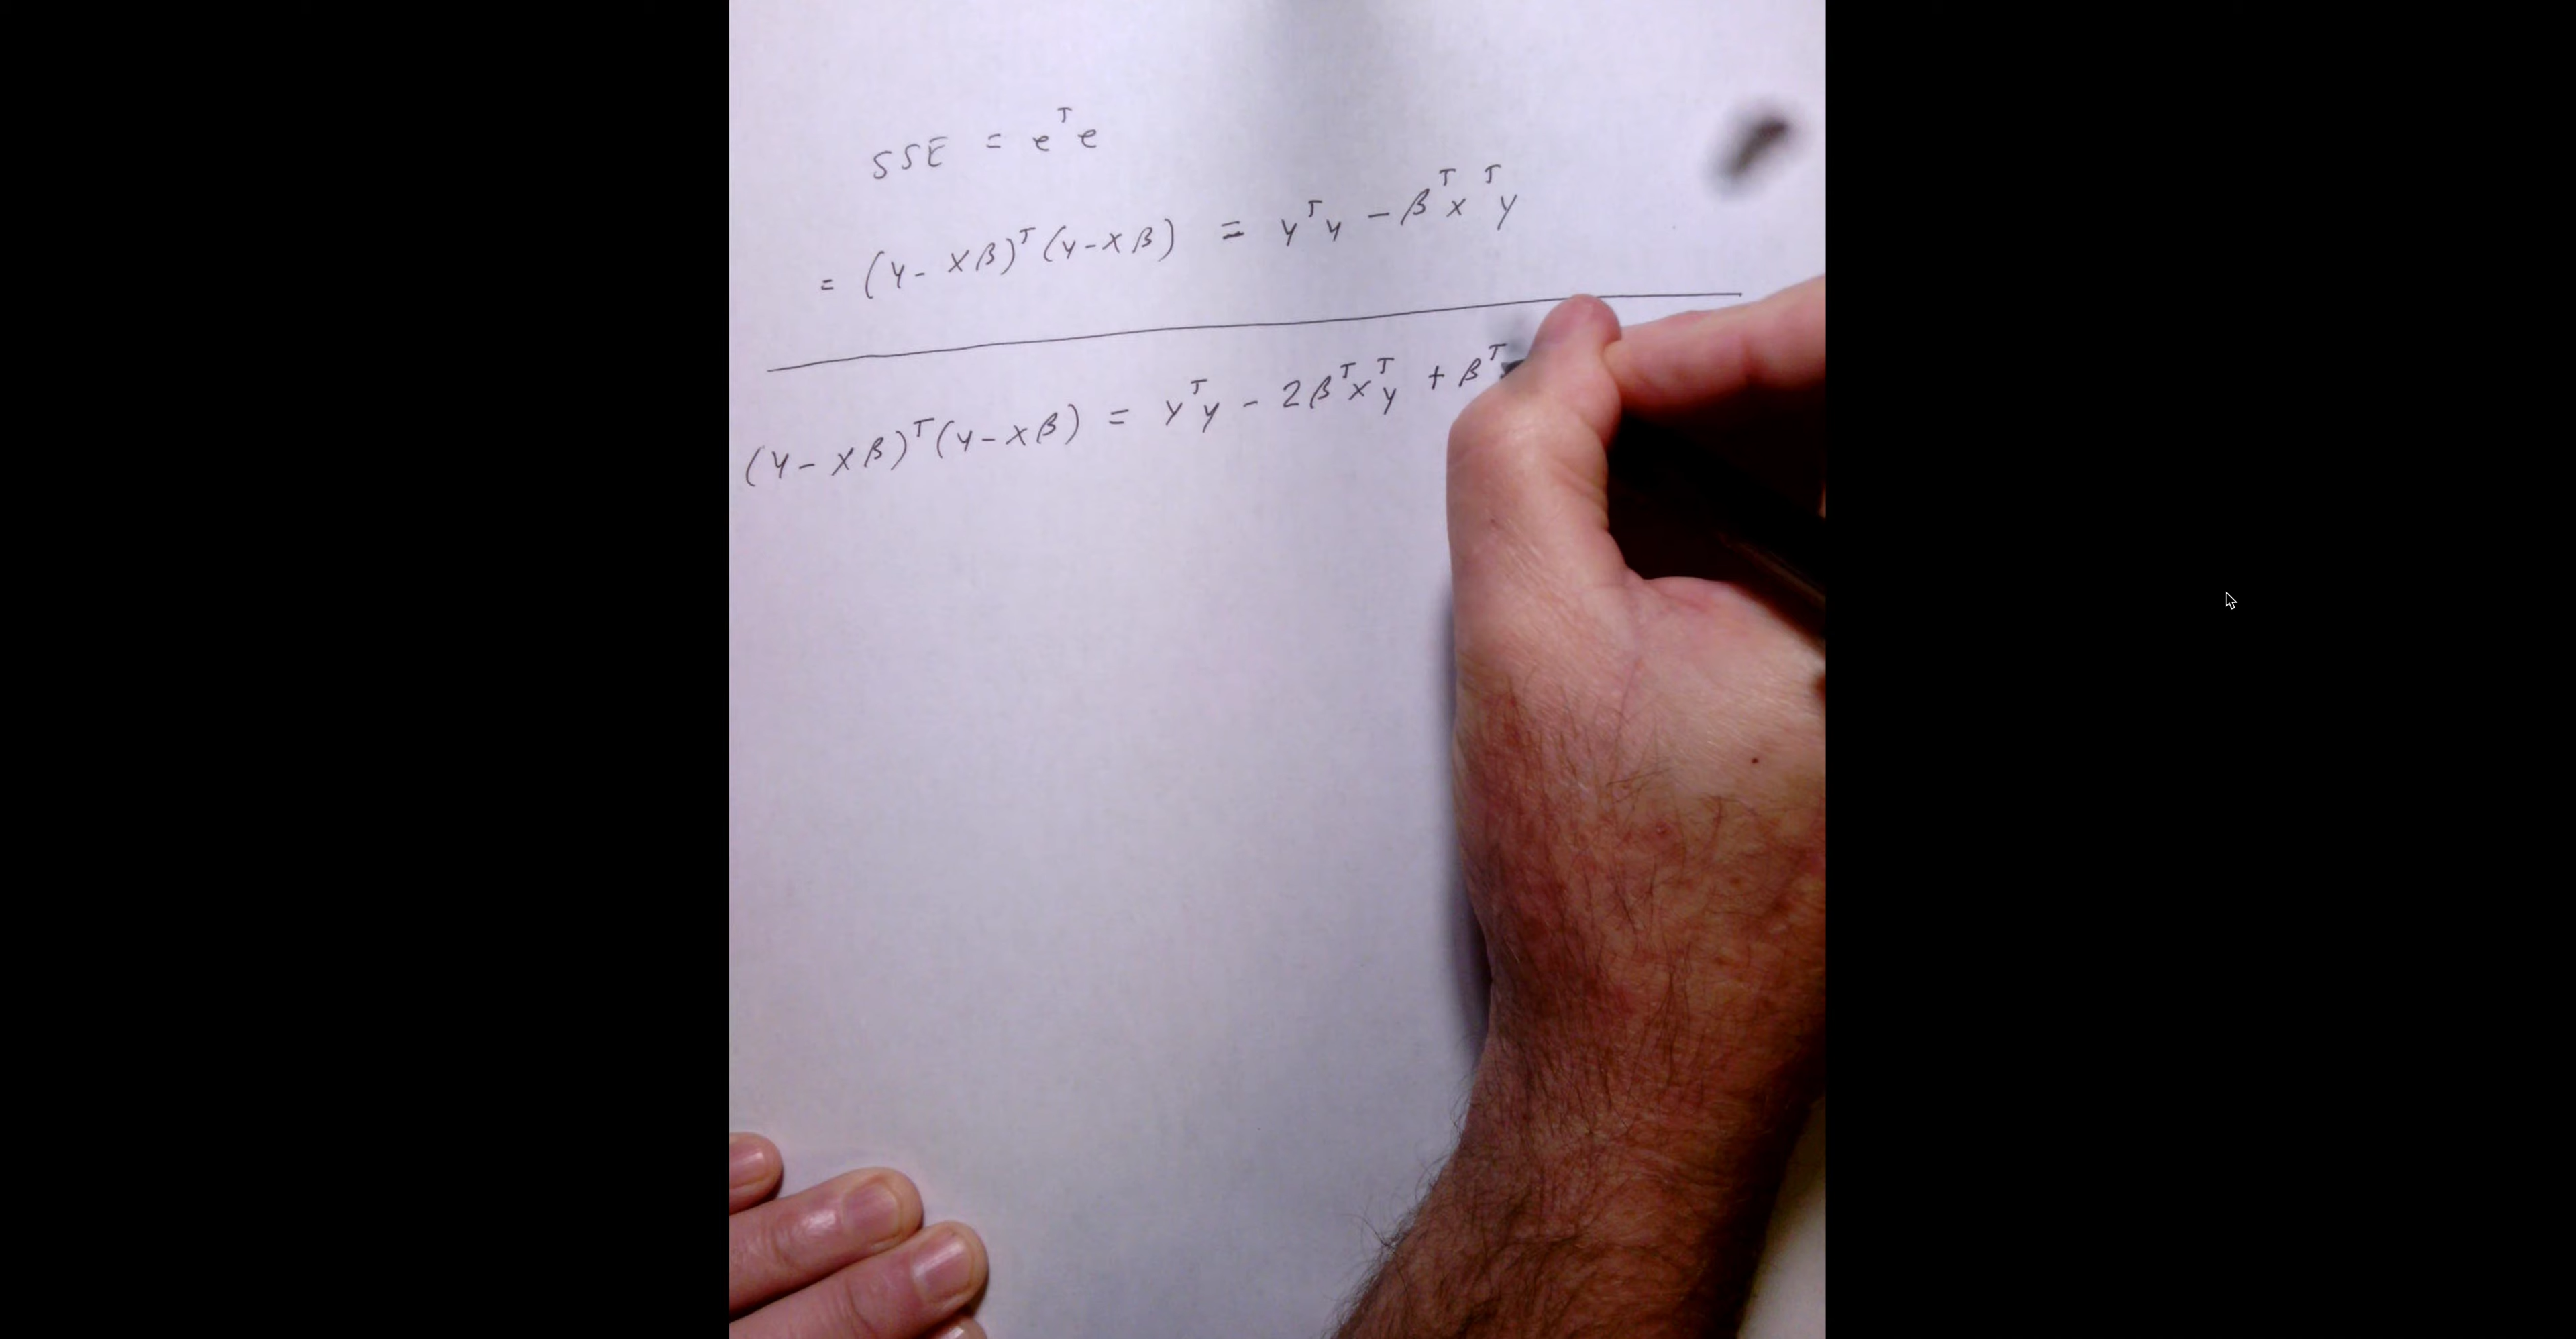 SSE = eᵀe
= (y - Xβ)ᵀ(y - Xβ) = yᵀy - βᵀxᵀy
(y - Xβ)ᵀ(y - Xβ) = yᵀy - 2βᵀxᵀy + βᵀ